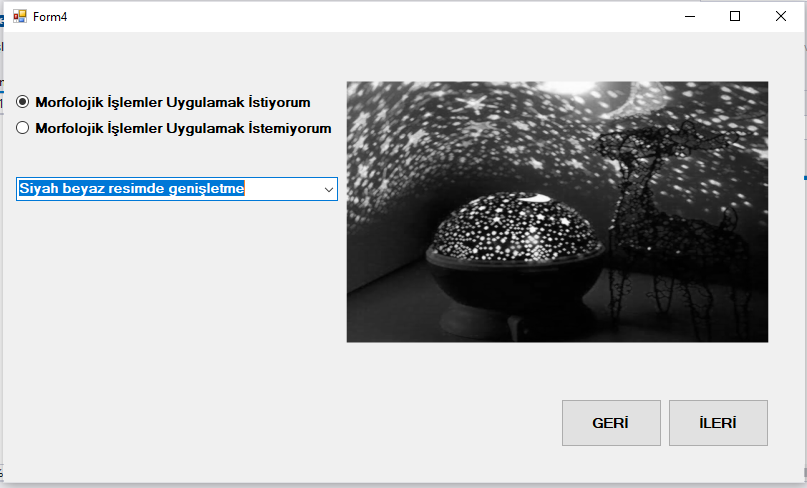 Form4
Morfolojik İşlemler Uygulamak İstiyorum
Morfolojik İşlemler Uygulamak İstemiyorum
Siyah beyaz resimde genişletme
GERİ
İLERİ